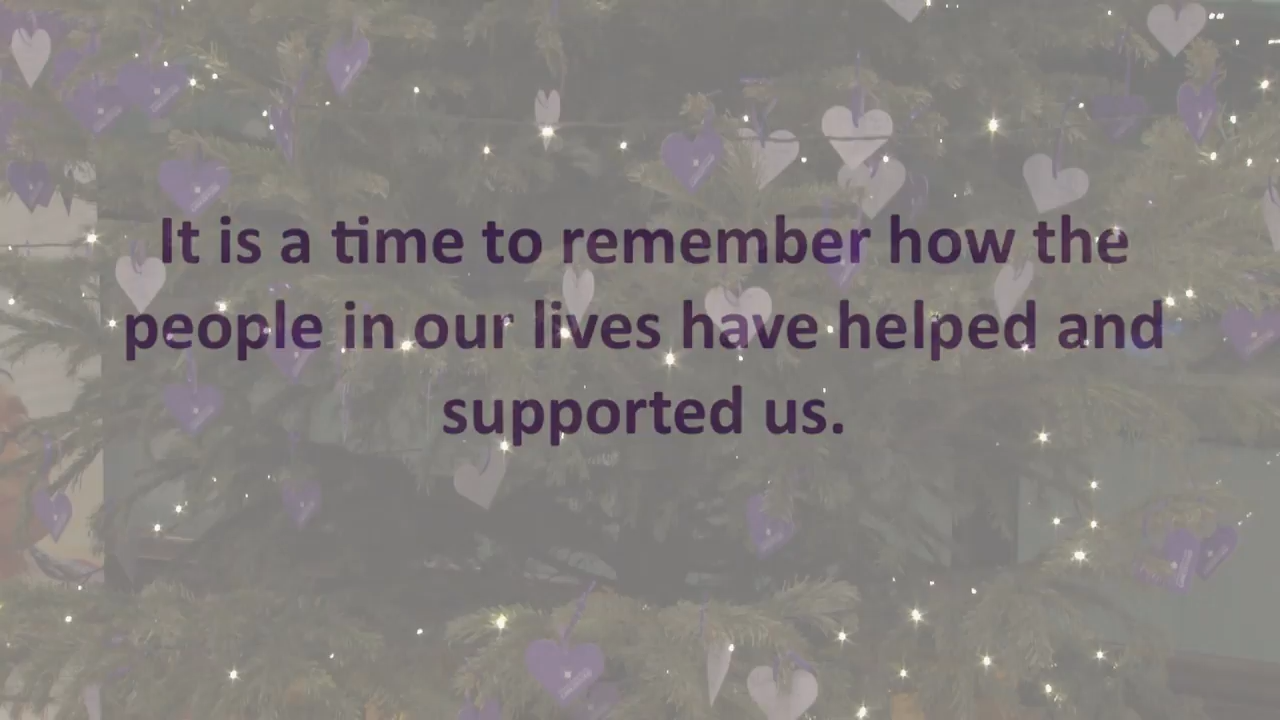 It is a time to remember how the
people in our lives have helped and
supported us.